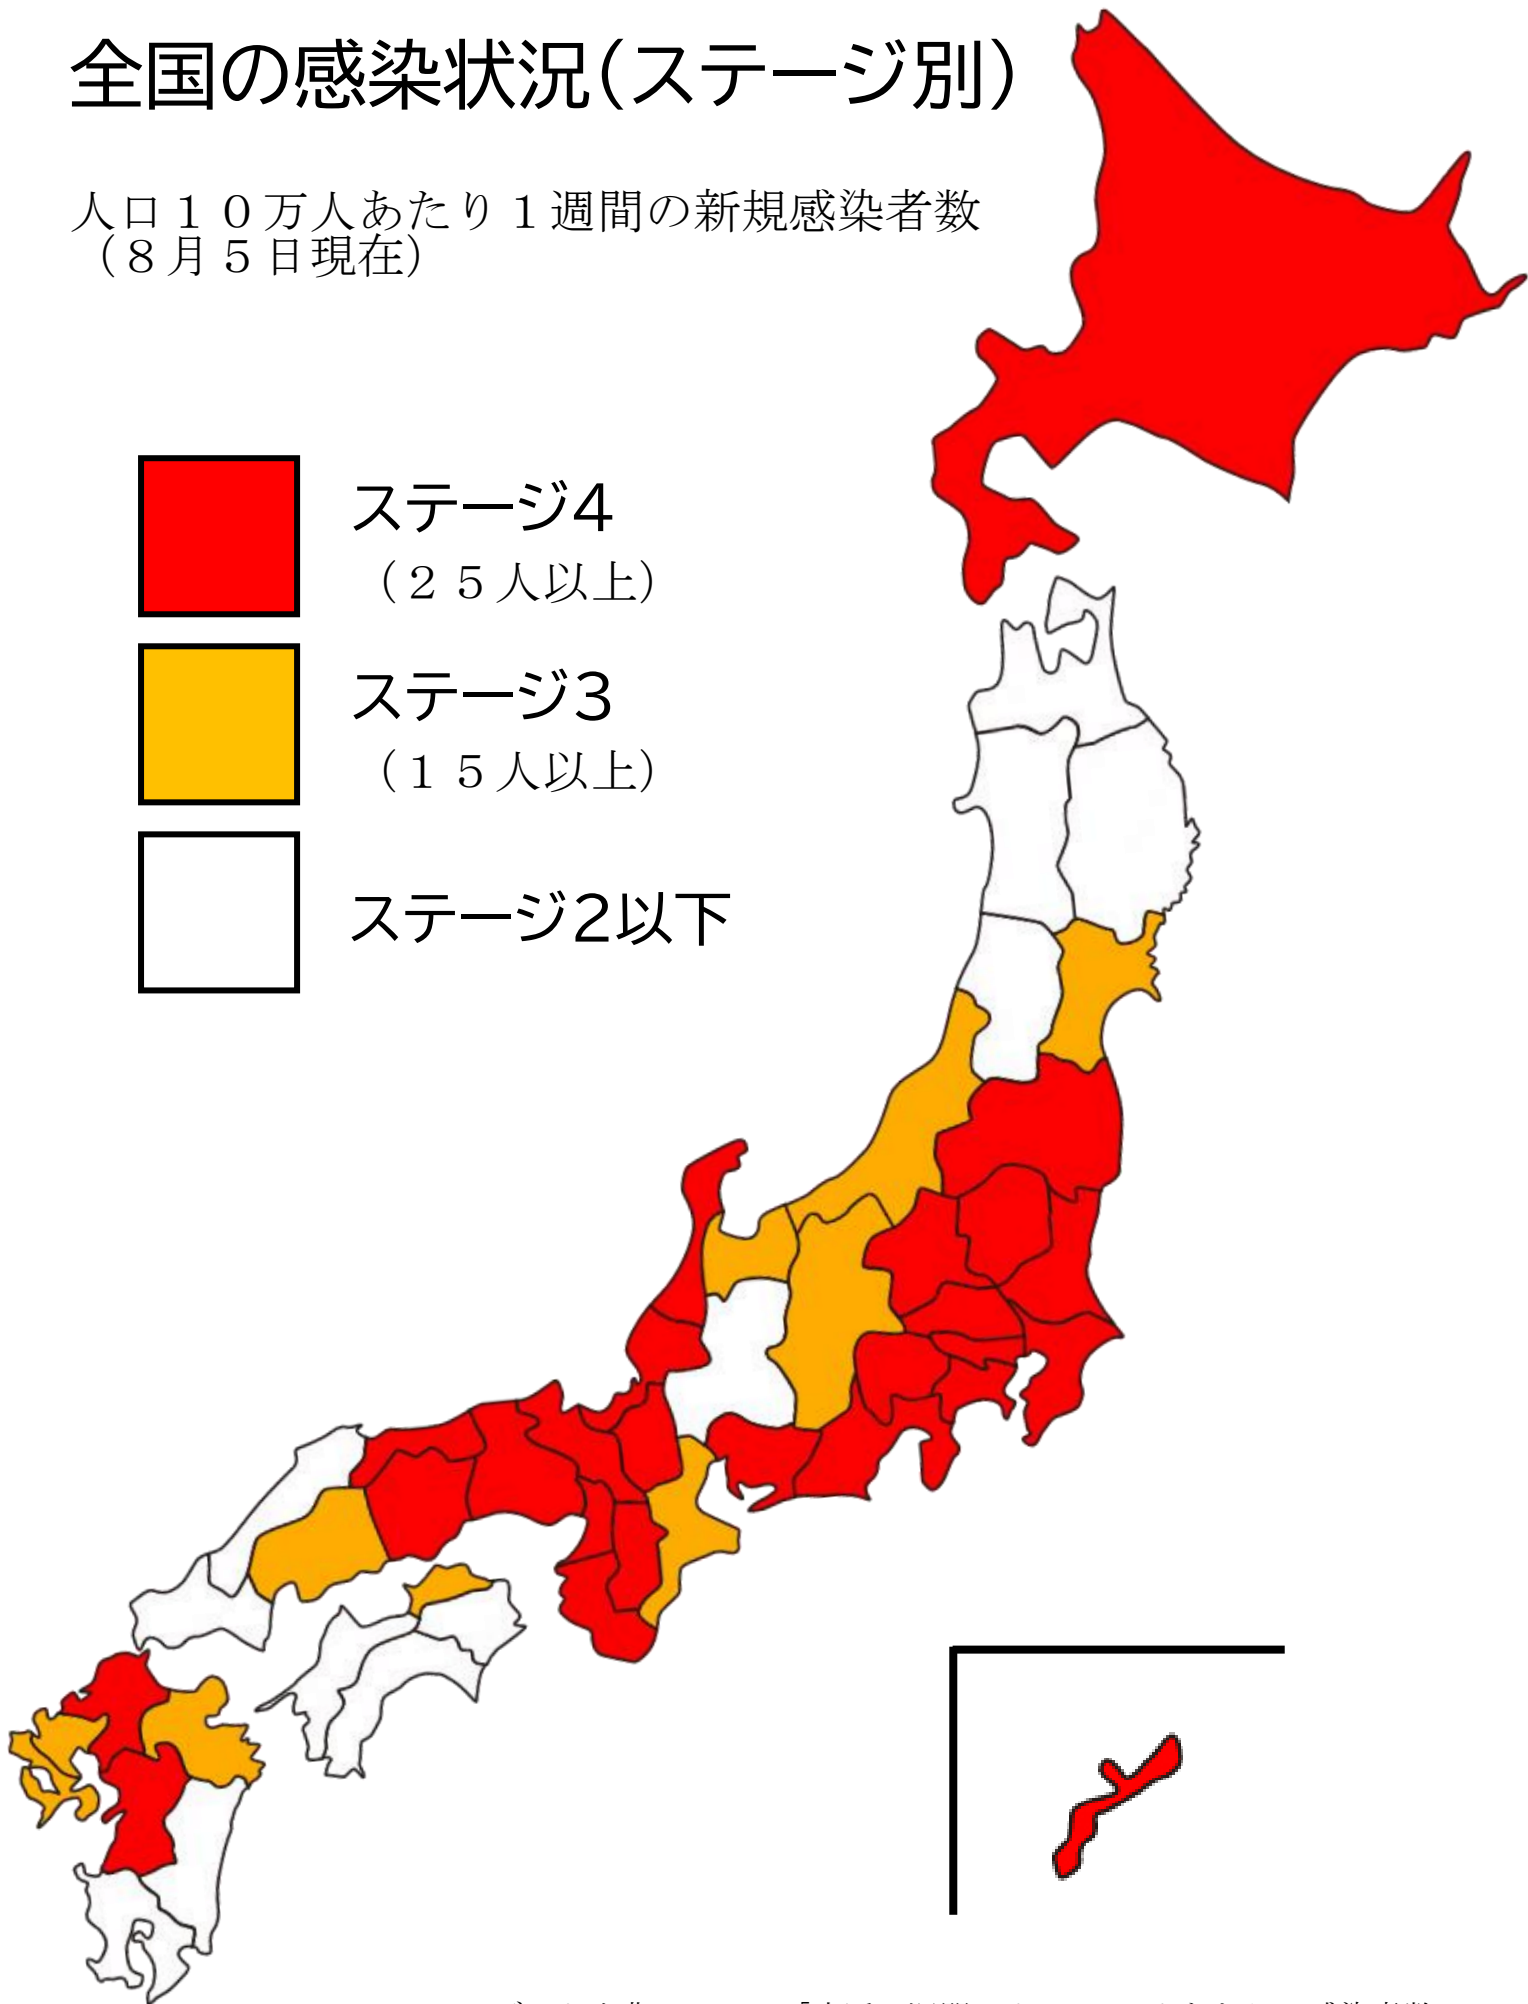 全国の感染状況(ステージ別)
人口１０万人あたり１週間の新規感染者数
（８月５日現在）
ステージ4
（２５人以上）
ステージ3
（１５人以上）
ステージ2以下